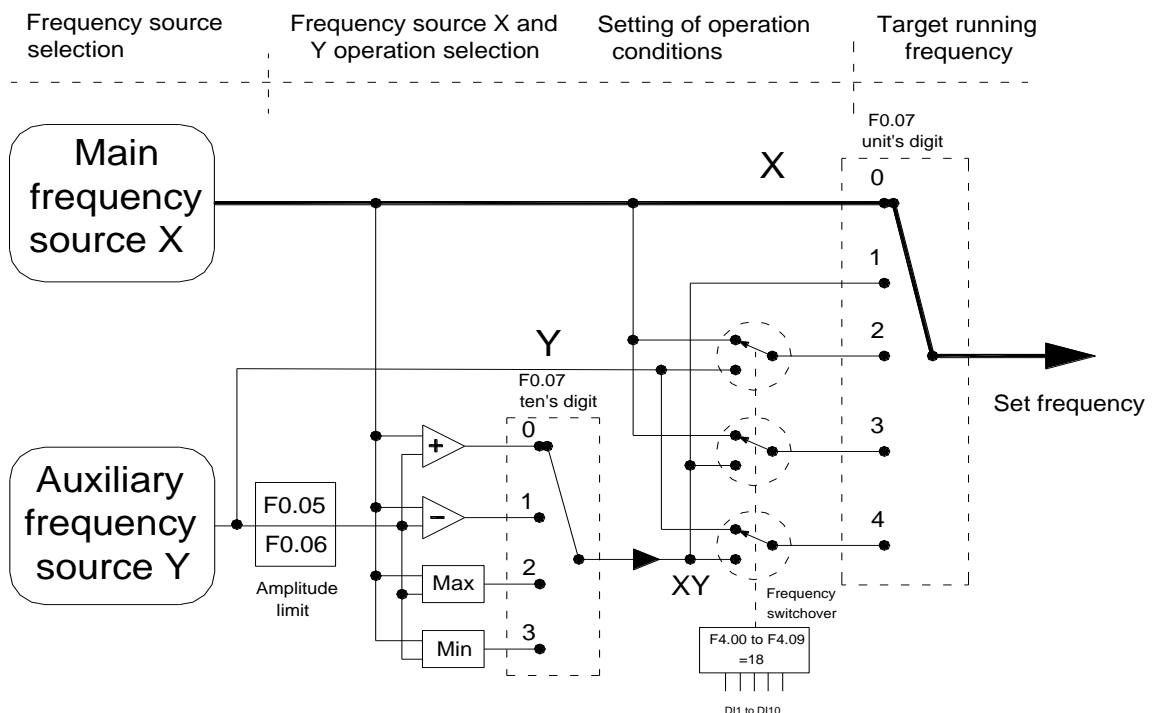 Frequency source
selection
Frequency source X and
Y operation selection
Setting of operation
conditions
Target running
frequency
Main
frequency
source X
X
F0.07
unit's digit
0
1
2
3
4
Set frequency
Y
F0.07
ten's digit
0
1
2
3
Auxiliary
frequency
source Y
F0.05
F0.06
Amplitude
limit
+
−
Max
Min
XY
Frequency
switchover
F4.00 to F4.09
=18
DI1 to DI10